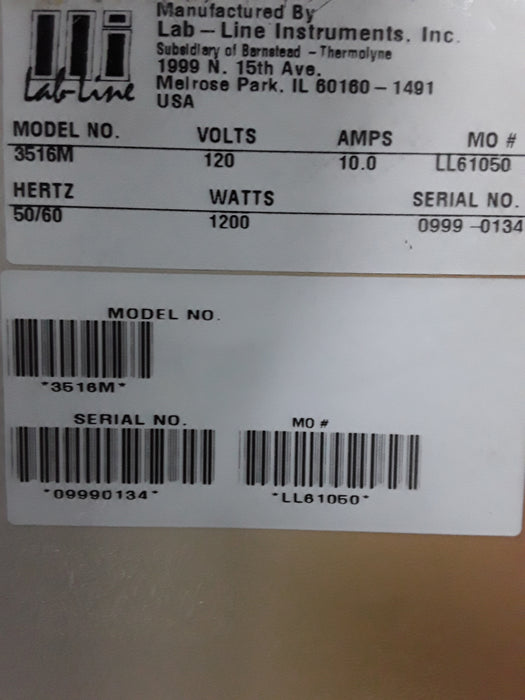 Manufactured By
Lab-Line Instruments, Inc.
Subsidiary of Barnstead -Thermolyne
1999 N. 15th Ave.
Melrose Park, IL 60160-1491
USA
Lab-Line
MODEL NO. VOLTS AMPS MO #
3516M 120 10.0 LL61050
HERTZ WATTS SERIAL NO.
50/60 1200 0999 -0134
MODEL NO.
*3516M*
SERIAL NO. MO #
*09990134* *LL61050*